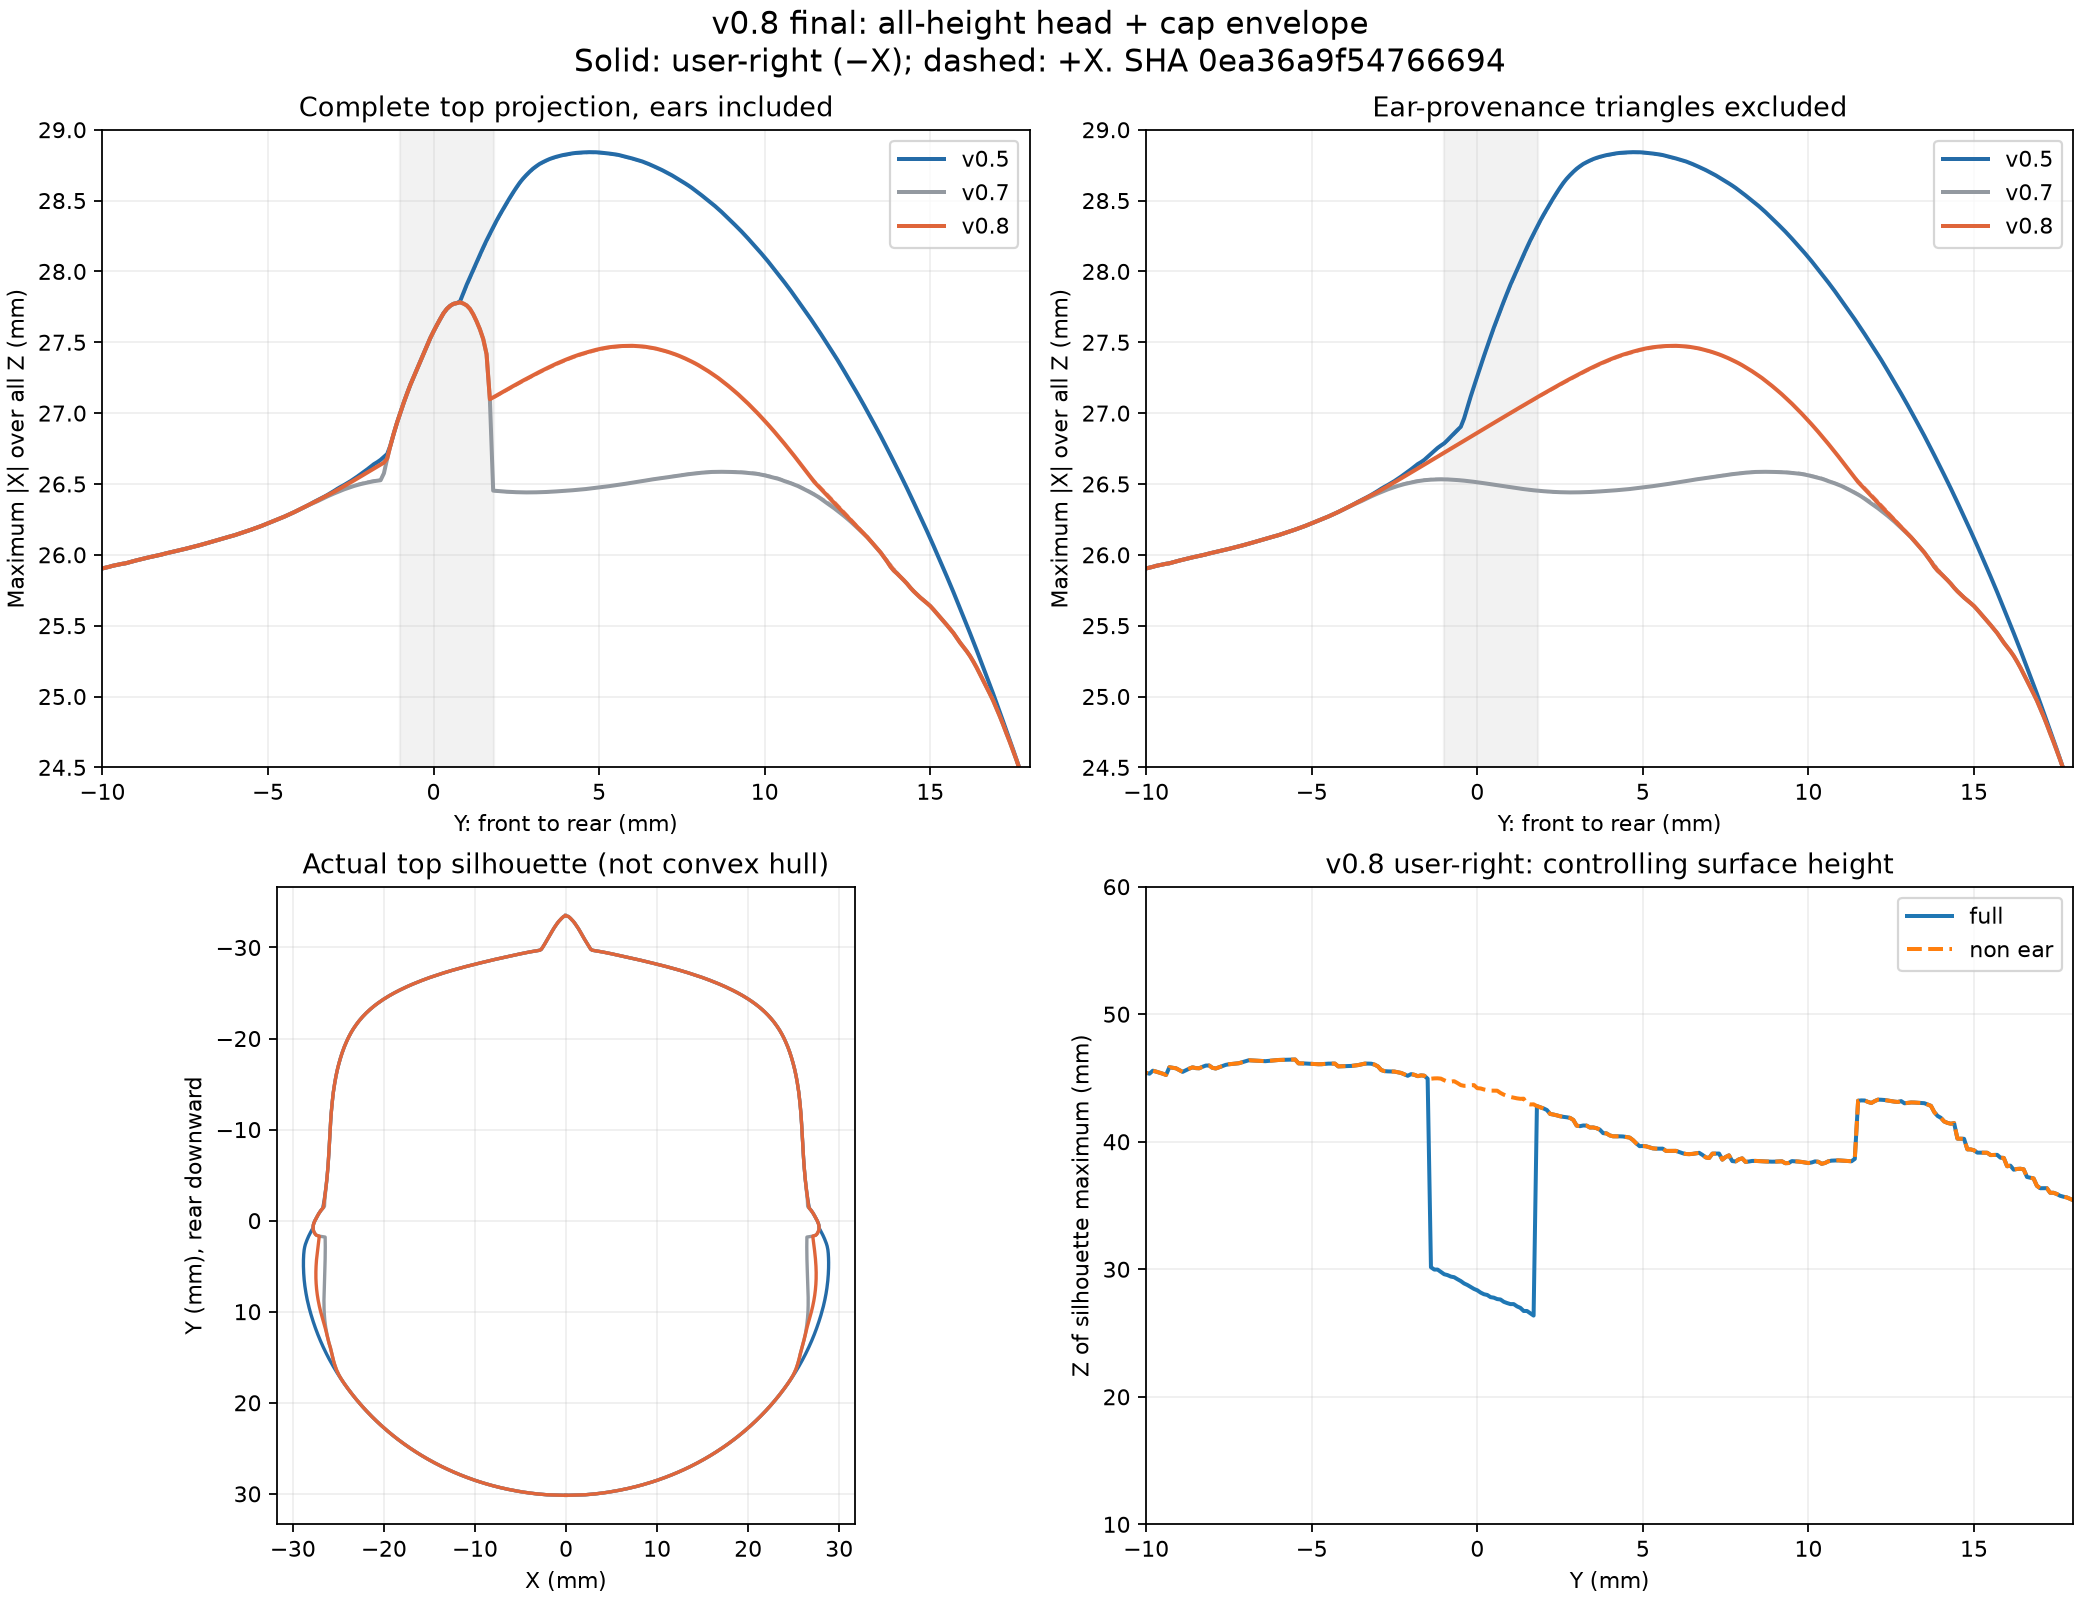 v0.8 final: all-height head + cap envelope
Solid: user-right (−X); dashed: +X. SHA 0ea36a9f54766694
Complete top projection, ears included
Maximum |X| over all Z (mm)
29.0
28.5
28.0
27.5
27.0
26.5
26.0
25.5
25.0
24.5
v0.5
v0.7
v0.8
−10
−5
0
5
10
15
Y: front to rear (mm)
Ear-provenance triangles excluded
Maximum |X| over all Z (mm)
29.0
28.5
28.0
27.5
27.0
26.5
26.0
25.5
25.0
24.5
v0.5
v0.7
v0.8
−10
−5
0
5
10
15
Y: front to rear (mm)
Actual top silhouette (not convex hull)
Y (mm), rear downward
−30
−20
−10
0
10
20
30
−30
−20
−10
0
10
20
30
X (mm)
v0.8 user-right: controlling surface height
Z of silhouette maximum (mm)
60
50
40
30
20
10
full
non ear
−10
−5
0
5
10
15
Y (mm)